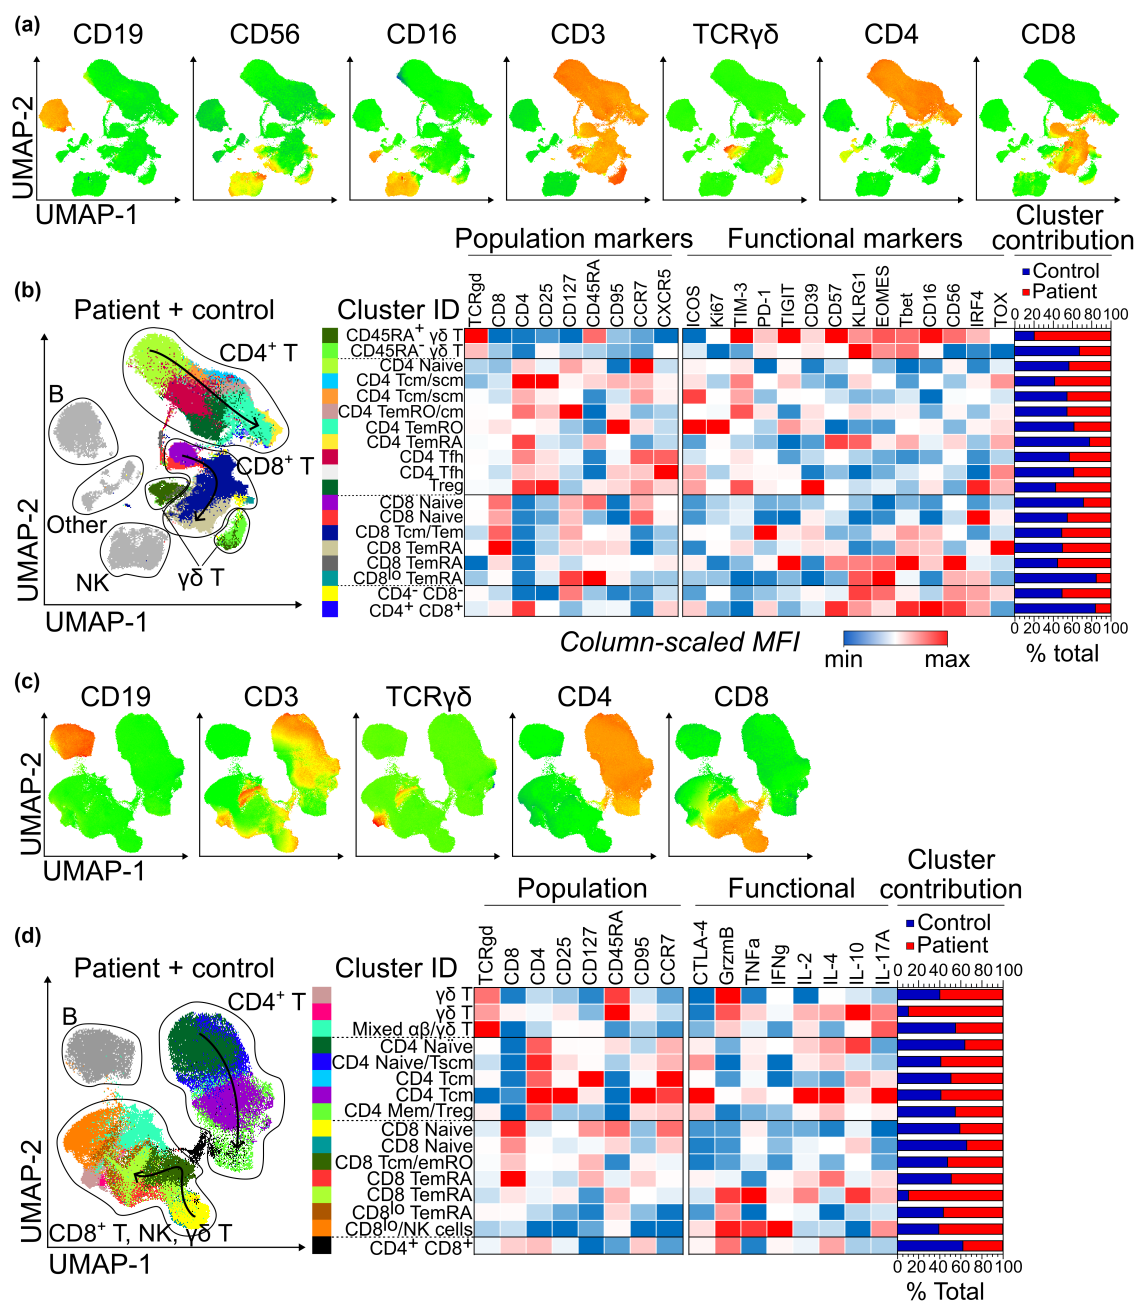 (a)
CD19 CD56 CD16 CD3 TCRγδ CD4 CD8
UMAP-2
UMAP-1
Population markers Functional markers Cluster contribution
Control
Patient
(b)
Patient + control
Cluster ID
TCRgd CD8 CD4 CD25 CD127 CD45RA CD95 CCR7 CXCR5 ICOS Ki67 TIM-3 PD-1 TIGIT CD39 CD57 KLRG1 EOMES Tbet CD16 CD56 IRF4 TOX
0 20 40 60 80 100
CD4⁺ T
B
CD8⁺ T
Other
NK
γδ T
UMAP-2
UMAP-1
CD45RA⁺ γδ T
CD45RA⁻ γδ T
CD4 Naive
CD4 Tcm/scm
CD4 Tcm/scm
CD4 TemRO/cm
CD4 TemRO
CD4 TemRA
CD4 Tfh
CD4 Tfh
Treg
CD8 Naive
CD8 Naive
CD8 Tcm/Tem
CD8 TemRA
CD8 TemRA
CD8ˡᵒ TemRA
CD4⁻ CD8⁻
CD4⁺ CD8⁺
0 20 40 60 80 100
% total
Column-scaled MFI
min max
(c)
CD19 CD3 TCRγδ CD4 CD8
UMAP-2
UMAP-1
Population Functional Cluster contribution
Control
Patient
(d)
Patient + control
Cluster ID
TCRgd CD8 CD4 CD25 CD127 CD45RA CD95 CCR7 CTLA-4 GrzmB TNFa IFNg IL-2 IL-4 IL-10 IL-17A
0 20 40 60 80 100
CD4⁺ T
B
CD8⁺ T, NK, γδ T
UMAP-2
UMAP-1
γδ T
γδ T
Mixed αβ/γδ T
CD4 Naïve
CD4 Naive/Tscm
CD4 Tcm
CD4 Tcm
CD4 Mem/Treg
CD8 Naive
CD8 Naive
CD8 Tcm/emRO
CD8 TemRA
CD8 TemRA
CD8ˡᵒ TemRA
CD8ˡᵒ/NK cells
CD4⁺ CD8⁺
0 20 40 60 80 100
% Total